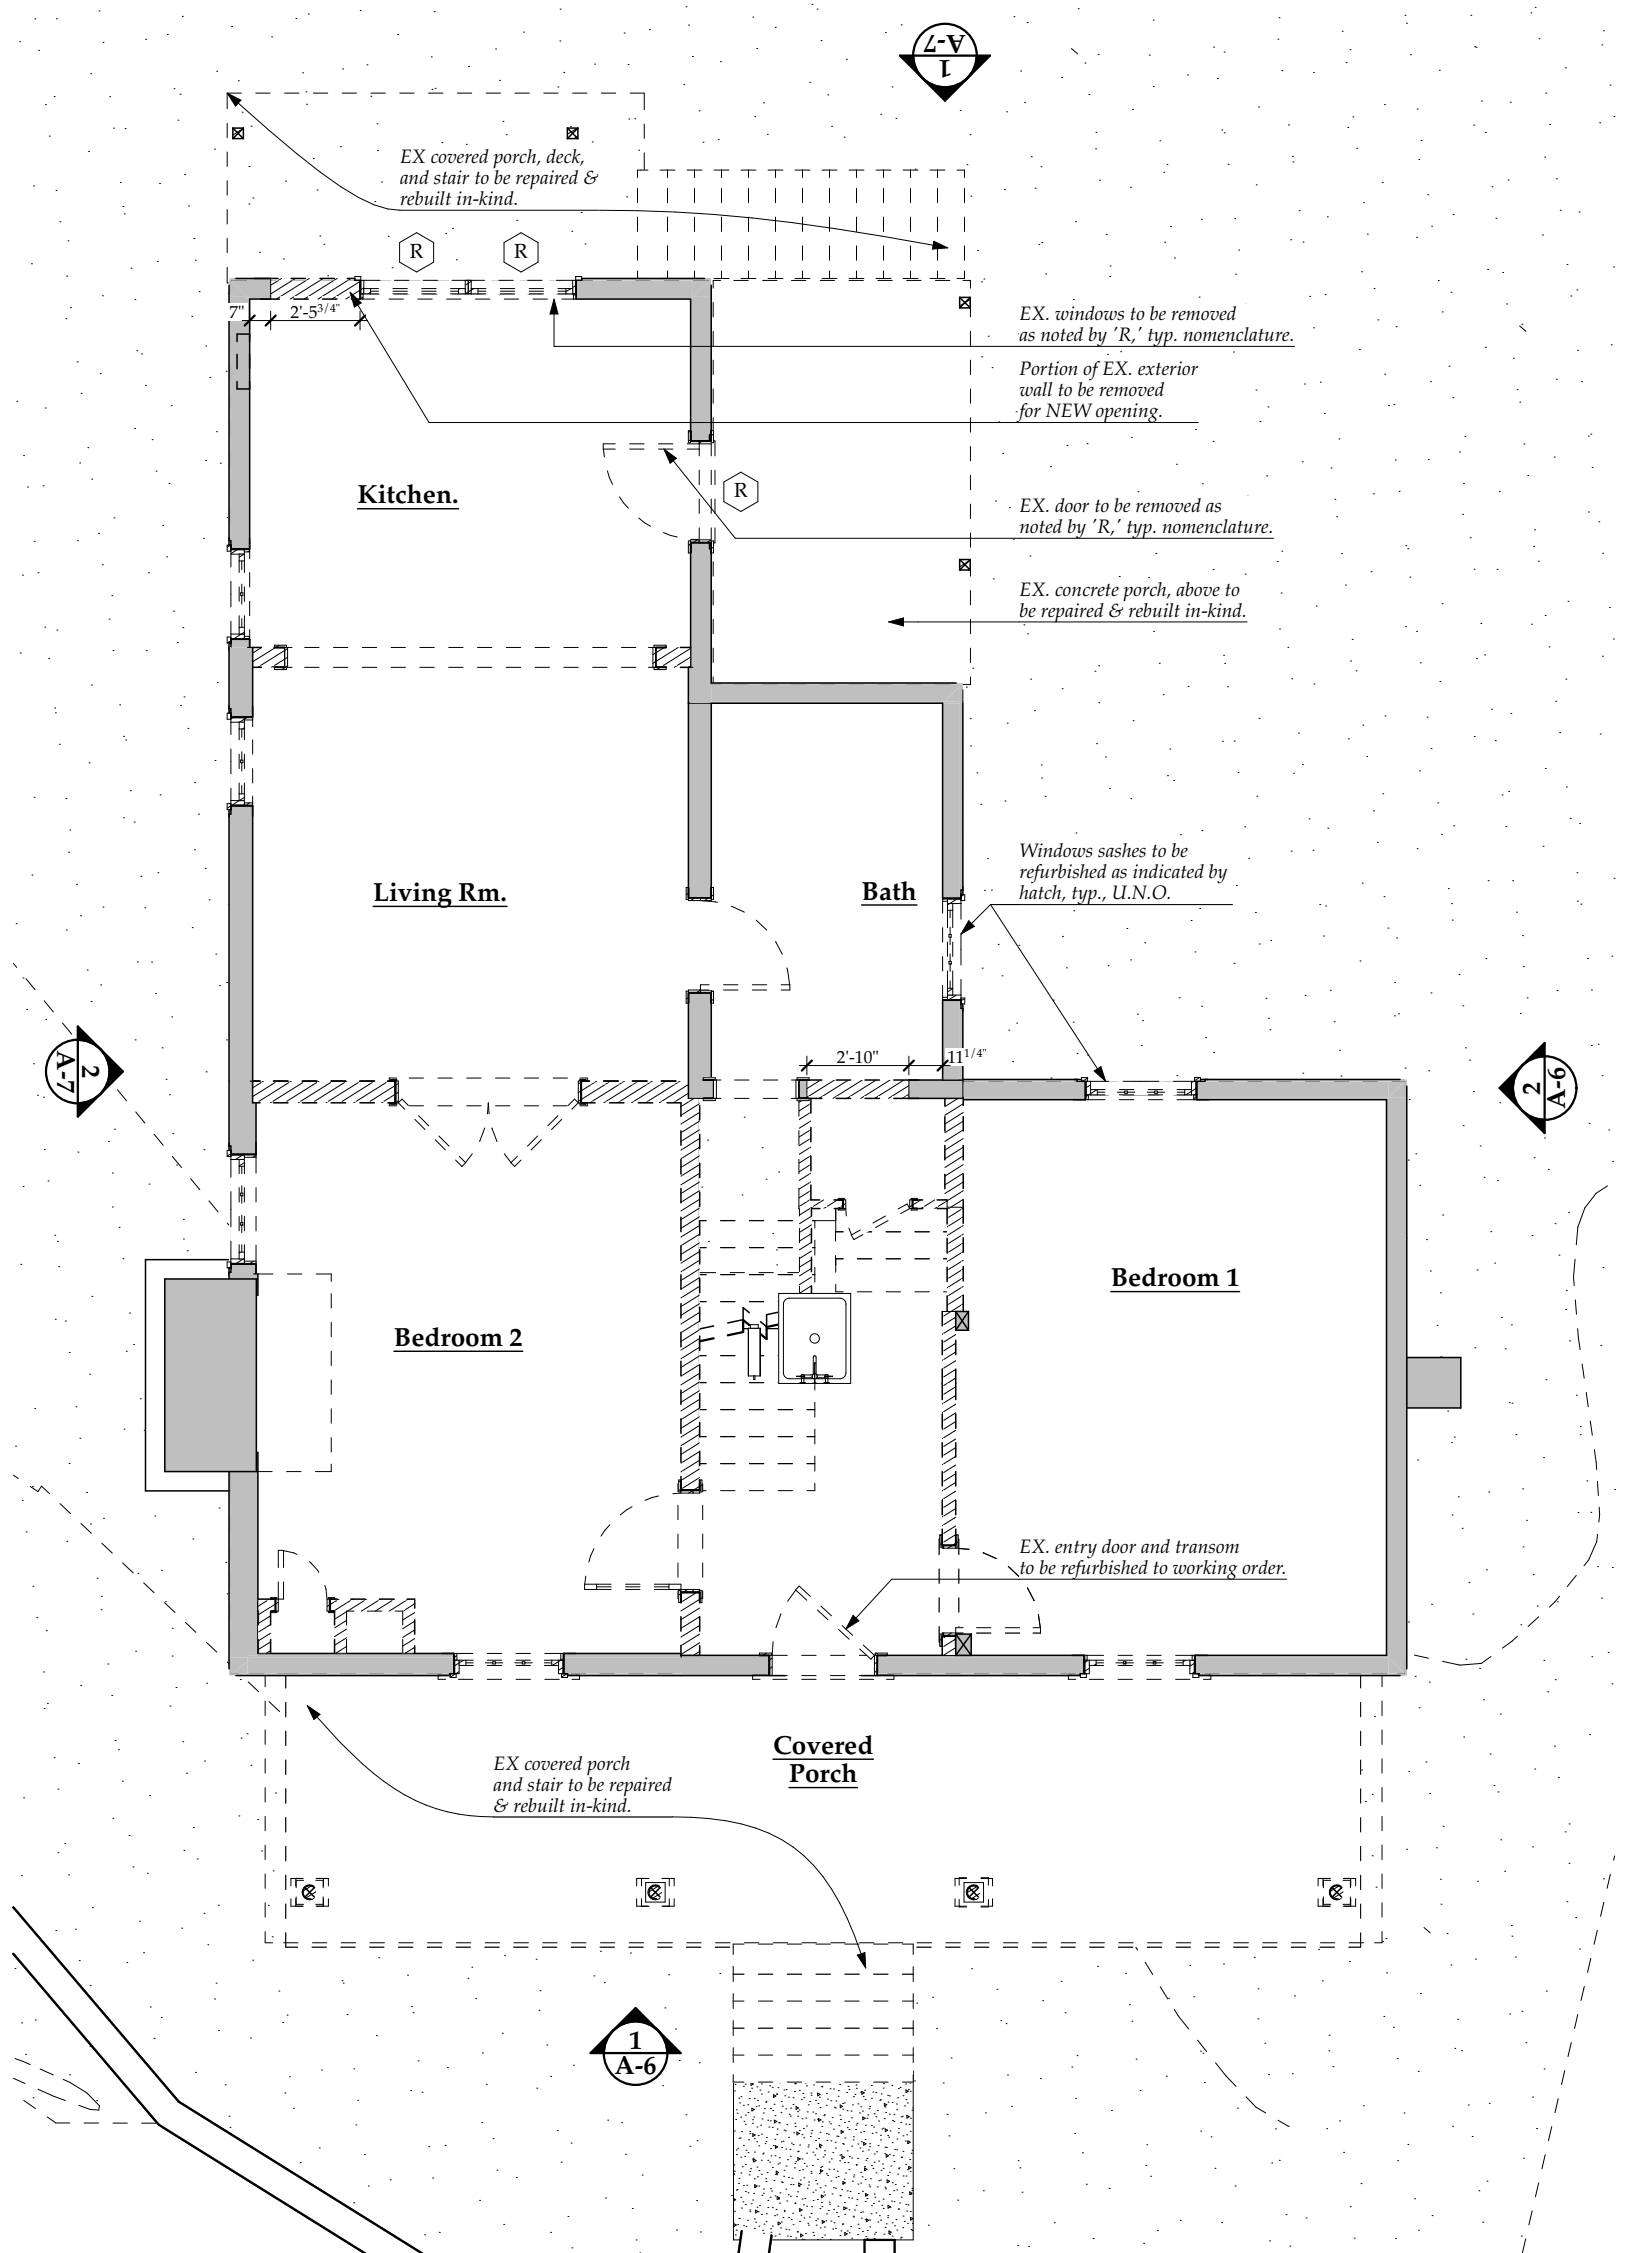 A-7
1
EX covered porch, deck,
and stair to be repaired &
rebuilt in-kind.
R
R
7"
2'-5 3/4"
EX. windows to be removed
as noted by 'R,' typ. nomenclature.
Portion of EX. exterior
wall to be removed
for NEW opening.
Kitchen.
R
EX. door to be removed as
noted by 'R,' typ. nomenclature.
EX. concrete porch, above to
be repaired & rebuilt in-kind.
Windows sashes to be
refurbished as indicated by
hatch, typ., U.N.O.
Living Rm.
Bath
2'-10"
11 1/4"
2
A-7
2
A-6
Bedroom 1
Bedroom 2
EX. entry door and transom
to be refurbished to working order.
Covered
Porch
EX covered porch
and stair to be repaired
& rebuilt in-kind.
1
A-6